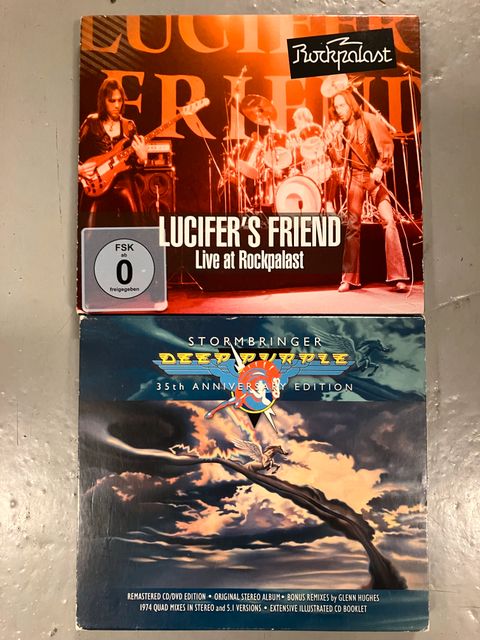 LUCIFER
FRIEND
Rockpalast
LUCIFER'S FRIEND
Live at Rockpalast
FSK
ab
0
freigegeben
STORMBRINGER
DEEP PURPLE
35th ANNIVERSARY EDITION
REMASTERED CD/DVD EDITION • ORIGINAL STEREO ALBUM • BONUS REMIXES by GLENN HUGHES
1974 QUAD MIXES IN STEREO and 5.1 VERSIONS • EXTENSIVE ILLUSTRATED CD BOOKLET